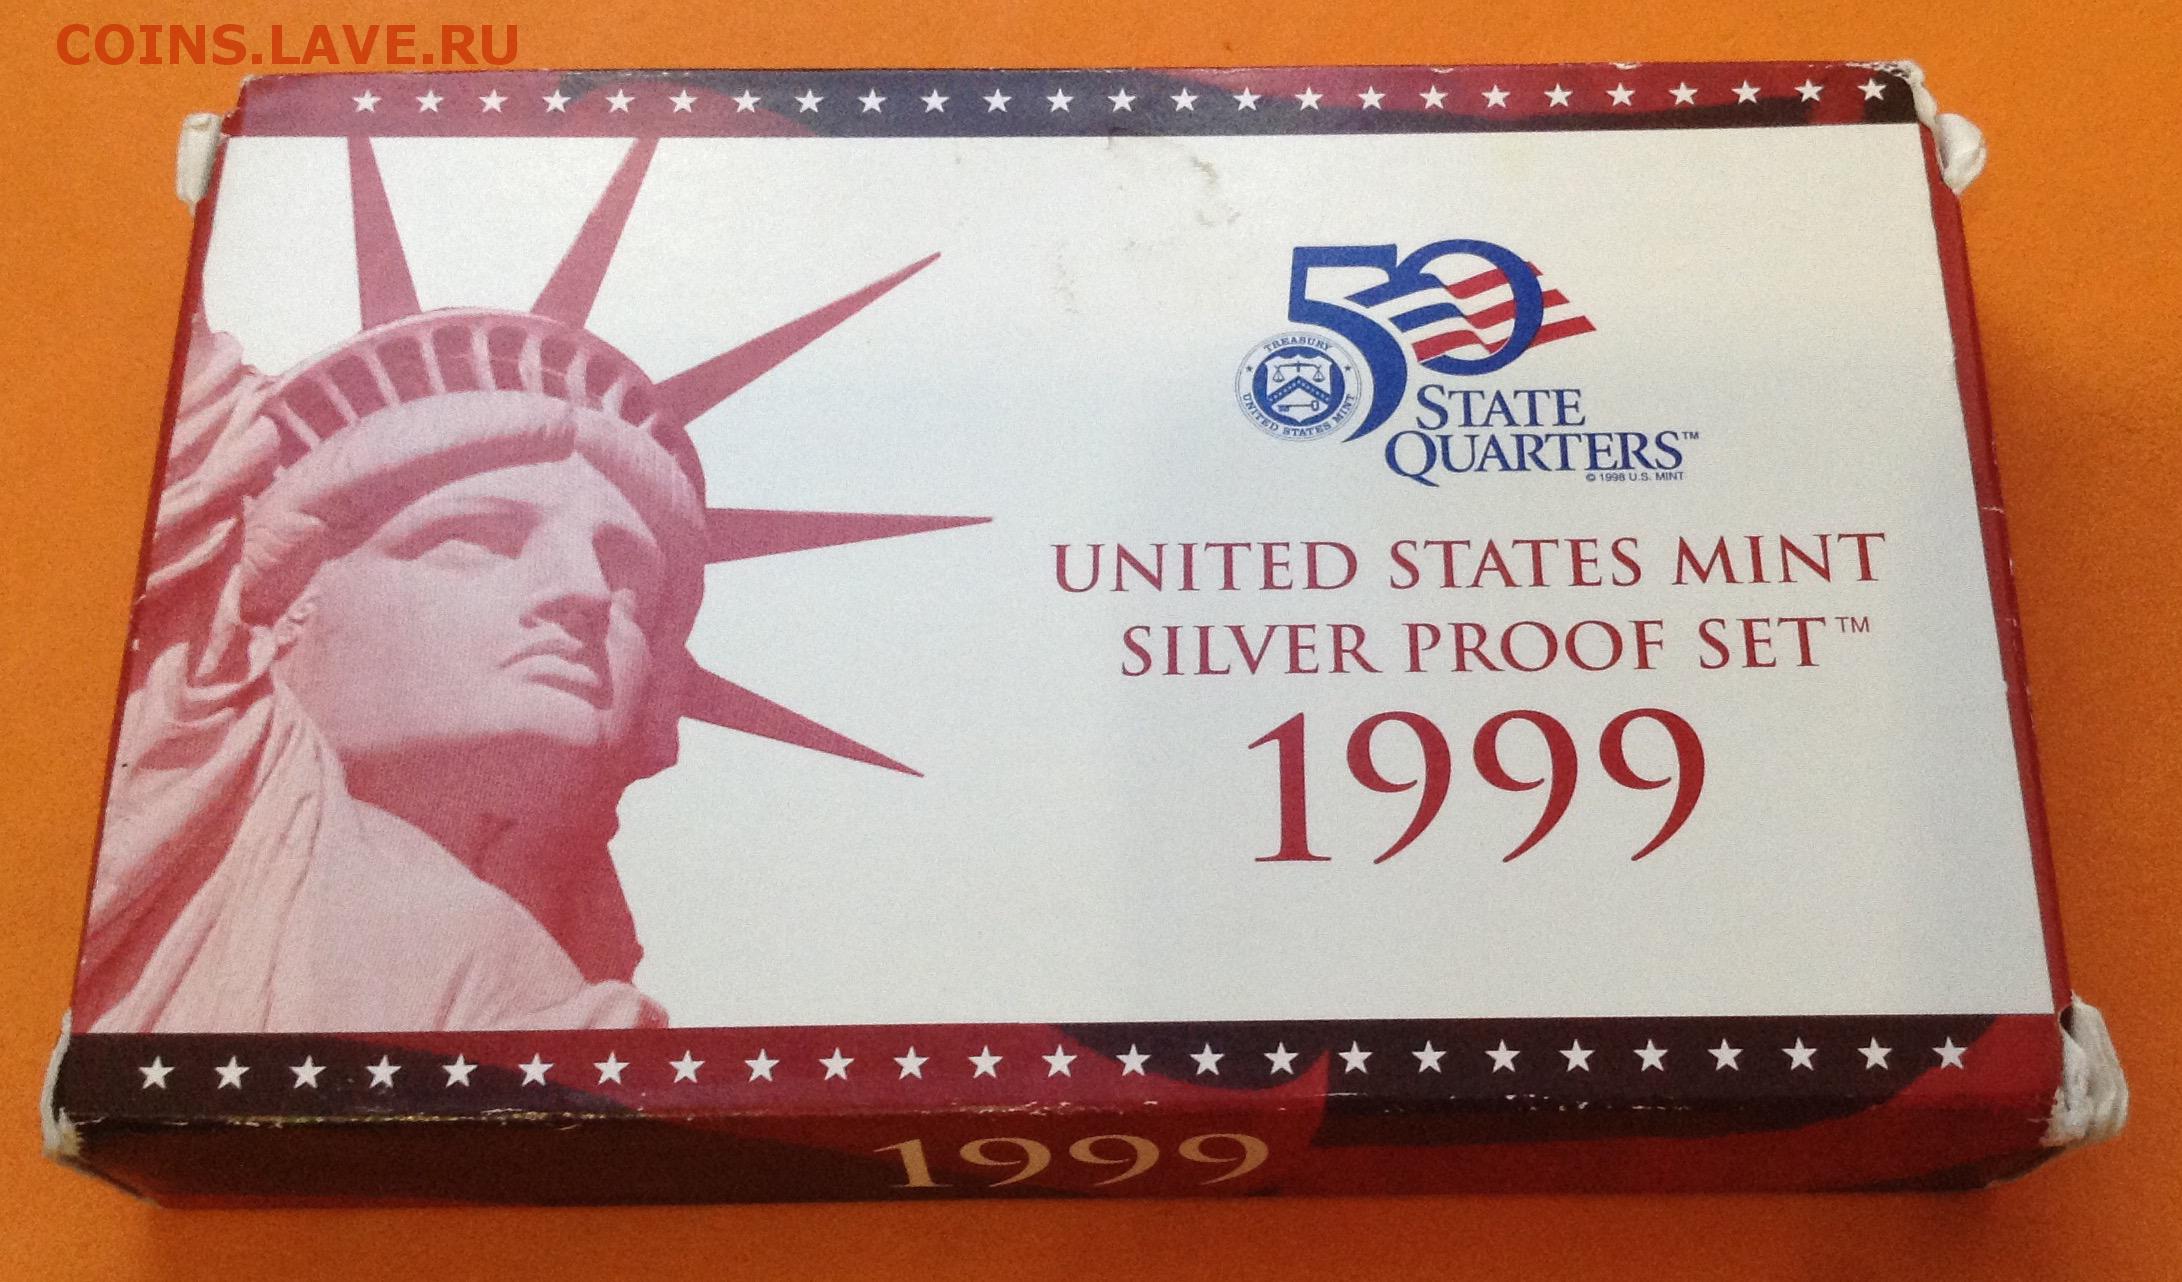 COINS.LAVE.RU
50
TREASURY
UNITED STATES MINT
STATE
QUARTERS™
© 1998 U.S. MINT
UNITED STATES MINT
SILVER PROOF SET™
1999
1999